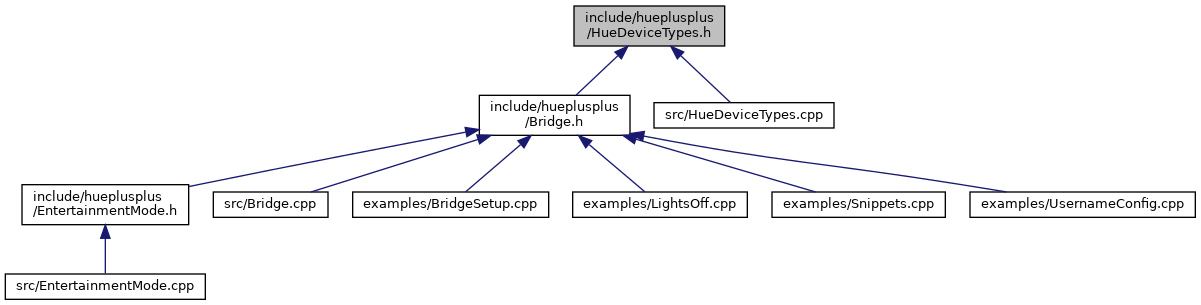 include/hueplusplus
/HueDeviceTypes.h
include/hueplusplus
/Bridge.h
src/HueDeviceTypes.cpp
include/hueplusplus
/EntertainmentMode.h
src/Bridge.cpp
examples/BridgeSetup.cpp
examples/LightsOff.cpp
examples/Snippets.cpp
examples/UsernameConfig.cpp
src/EntertainmentMode.cpp